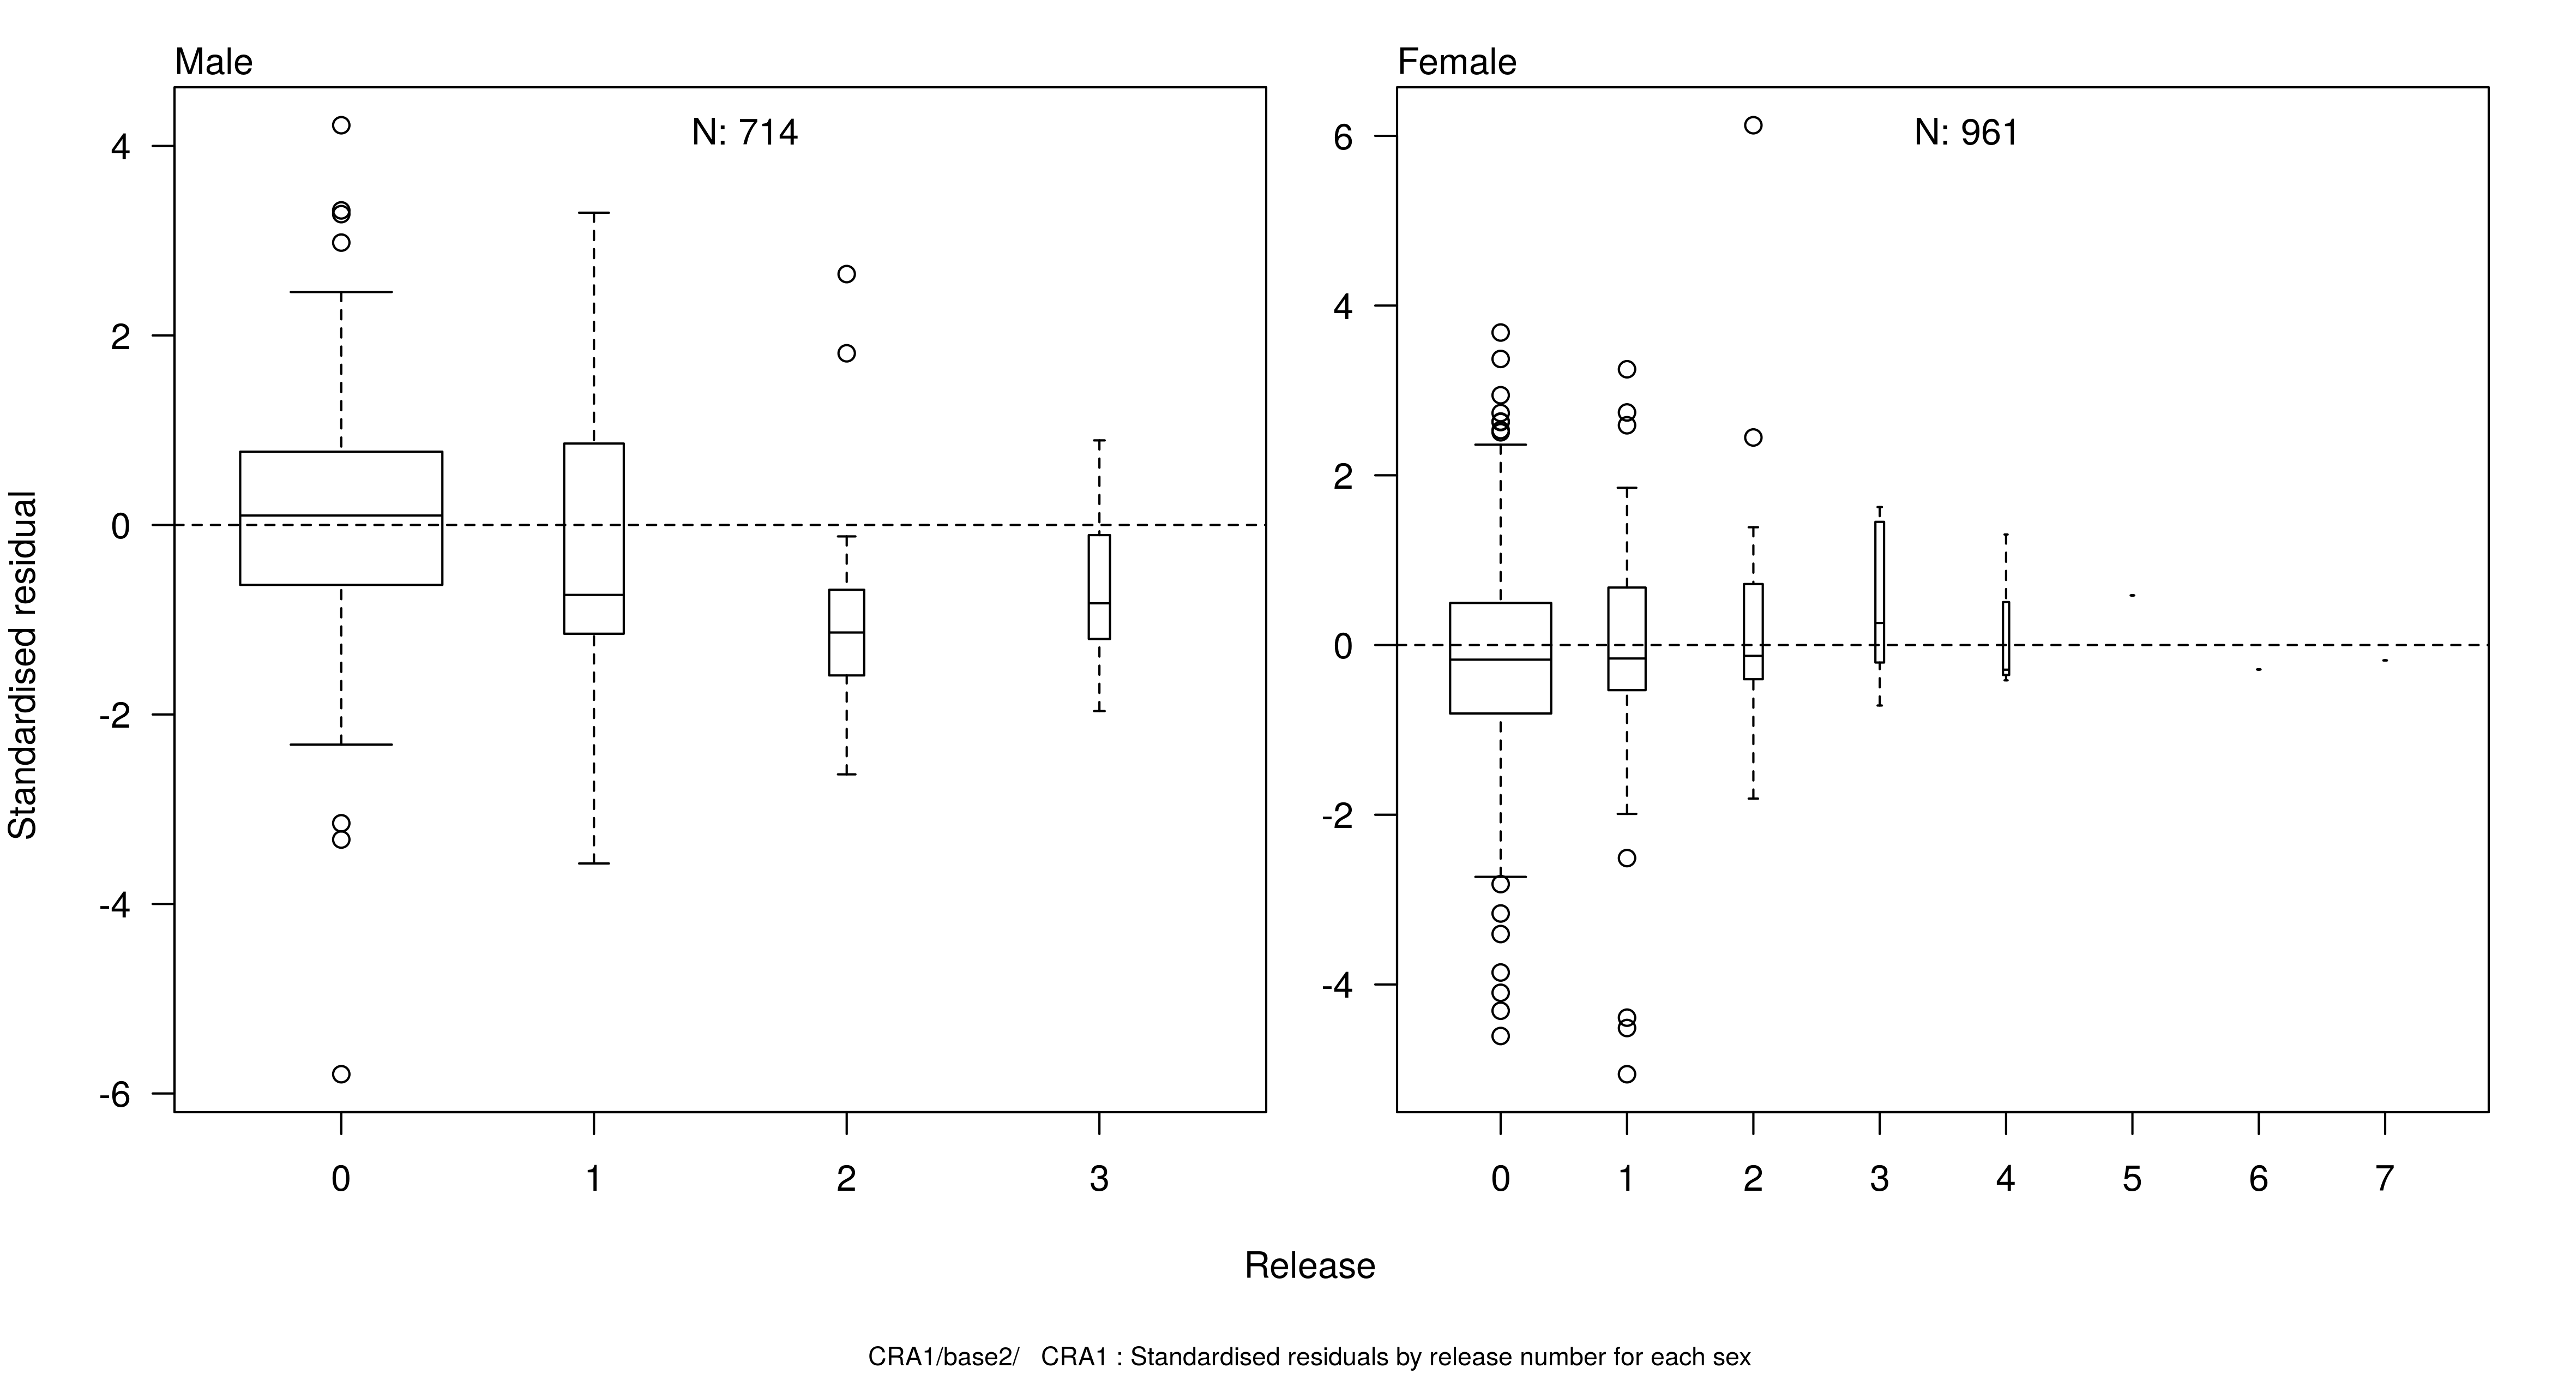 Male
Female
N: 714
N: 961
4
2
0
-2
-4
-6
6
4
2
0
-2
-4
Standardised residual
0 1 2 3
0 1 2 3 4 5 6 7
Release
CRA1/base2/ CRA1 : Standardised residuals by release number for each sex